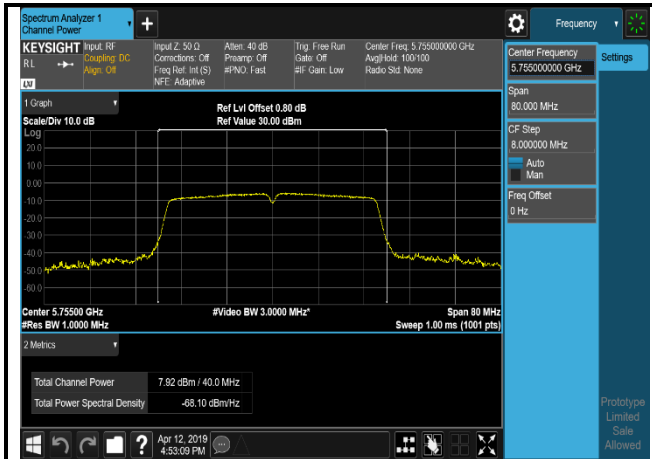 Spectrum Analyzer 1
Channel Power
+
Frequency
KEYSIGHT Input: RF Input Z: 50 Ω Atten: 40 dB Trig: Free Run Center Freq: 5.755000000 GHz
RL Coupling: DC Corrections: Off Preamp: Off Gate: Off Avg|Hold: 100/100
Align: Off Freq Ref: Int (S) #PNO: Fast #IF Gain: Low Radio Std: None
NFE: Adaptive
Center Frequency
5.755000000 GHz
Settings
Span
80.000 MHz
CF Step
8.000000 MHz
Auto
Man
Freq Offset
0 Hz
1 Graph
Scale/Div 10.0 dB
Ref Lvl Offset 0.80 dB
Ref Value 30.00 dBm
Log
20.0
10.0
0.00
-10.0
-20.0
-30.0
-40.0
-50.0
-60.0
Center 5.75500 GHz #Video BW 3.0000 MHz* Span 80 MHz
#Res BW 1.0000 MHz Sweep 1.00 ms (1001 pts)
2 Metrics
Total Channel Power 7.92 dBm / 40.0 MHz
Total Power Spectral Density -68.10 dBm/Hz
Prototype
Limited
Sale
Allowed
? Apr 12, 2019
4:53:09 PM